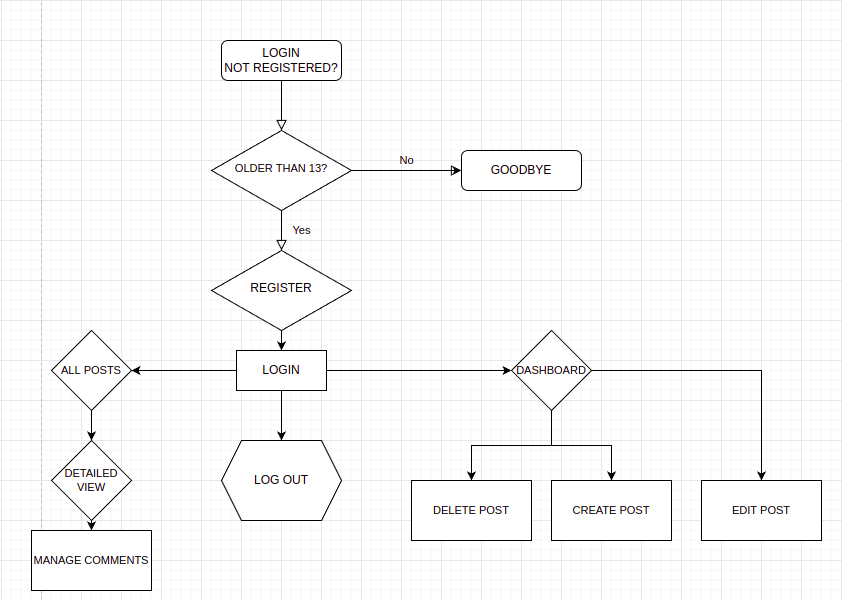 LOGIN
NOT REGISTERED?
OLDER THAN 13?
No
GOODBYE
Yes
REGISTER
ALL POSTS
LOGIN
DASHBOARD
DETAILED
VIEW
LOG OUT
DELETE POST
CREATE POST
EDIT POST
MANAGE COMMENTS